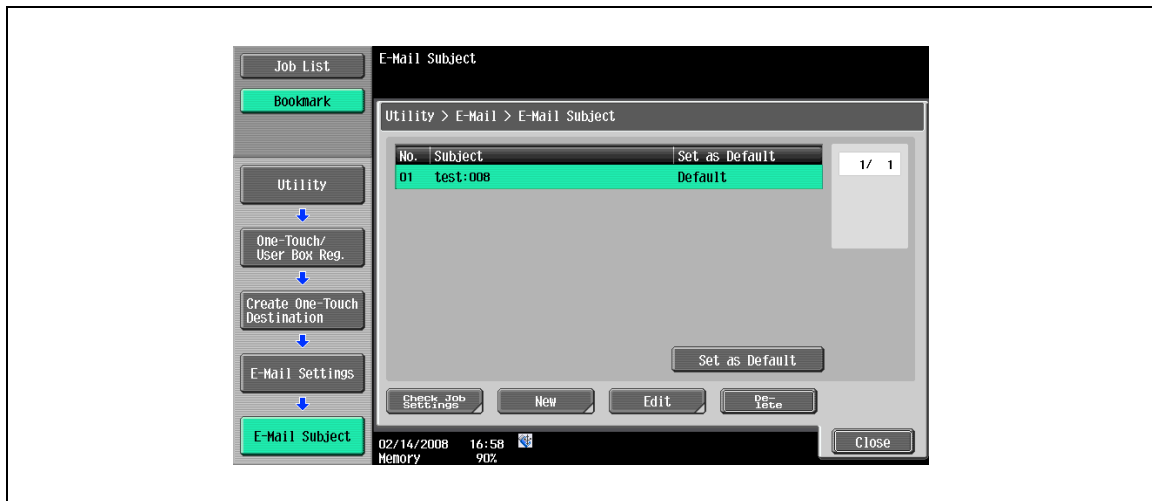 Job List
Bookmark
Utility
One-Touch/
User Box Reg.
Create One-Touch
Destination
E-Mail Settings
E-Mail Subject
E-Mail Subject
Utility > E-Mail > E-Mail Subject
No. Subject Set as Default
01 test:008 Default
1/ 1
Set as Default
Check Job
Settings
New
Edit
De-
lete
02/14/2008 16:58
Memory 90%
Close